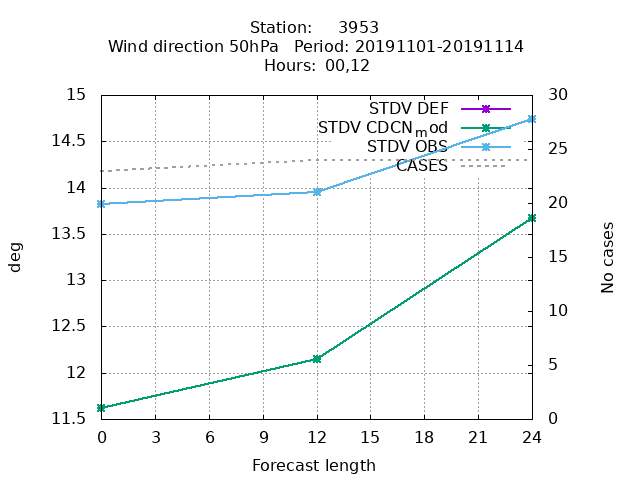 Station: 3953
Wind direction 50hPa Period: 20191101-20191114
Hours: 00,12
15
14.5
14
13.5
13
12.5
12
11.5
30
25
20
15
10
5
0
STDV DEF
STDV CDCNmod
STDV OBS
CASES
deg
No cases
0 3 6 9 12 15 18 21 24
Forecast length